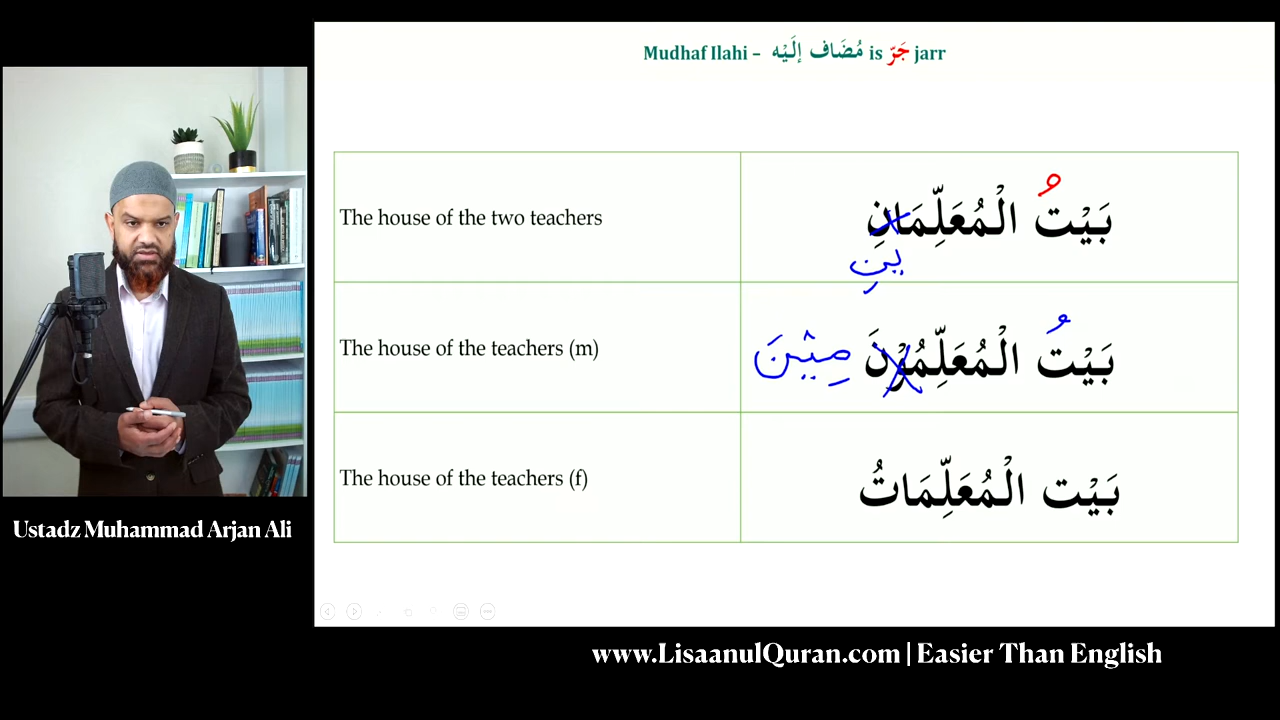 Mudhaf Ilahi – مُضَاف إِلَيْه is جَرّ jarr
The house of the two teachers
بَيْتُ الْمُعَلِّمَانِ
ينِ
The house of the teachers (m)
بَيْتُ الْمُعَلِّمُوْنَ
مِيْنَ
The house of the teachers (f)
بَيْت الْمُعَلِّمَاتُ
Ustadz Muhammad Arjan Ali
www.LisaanulQuran.com | Easier Than English